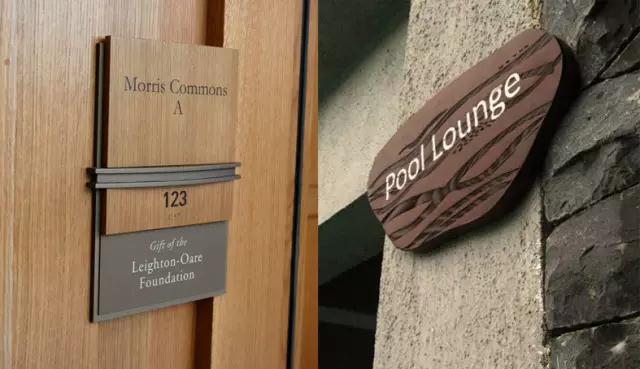 Morris Commons
A
123
Gift of the
Leighton-Oare
Foundation
Pool Lounge